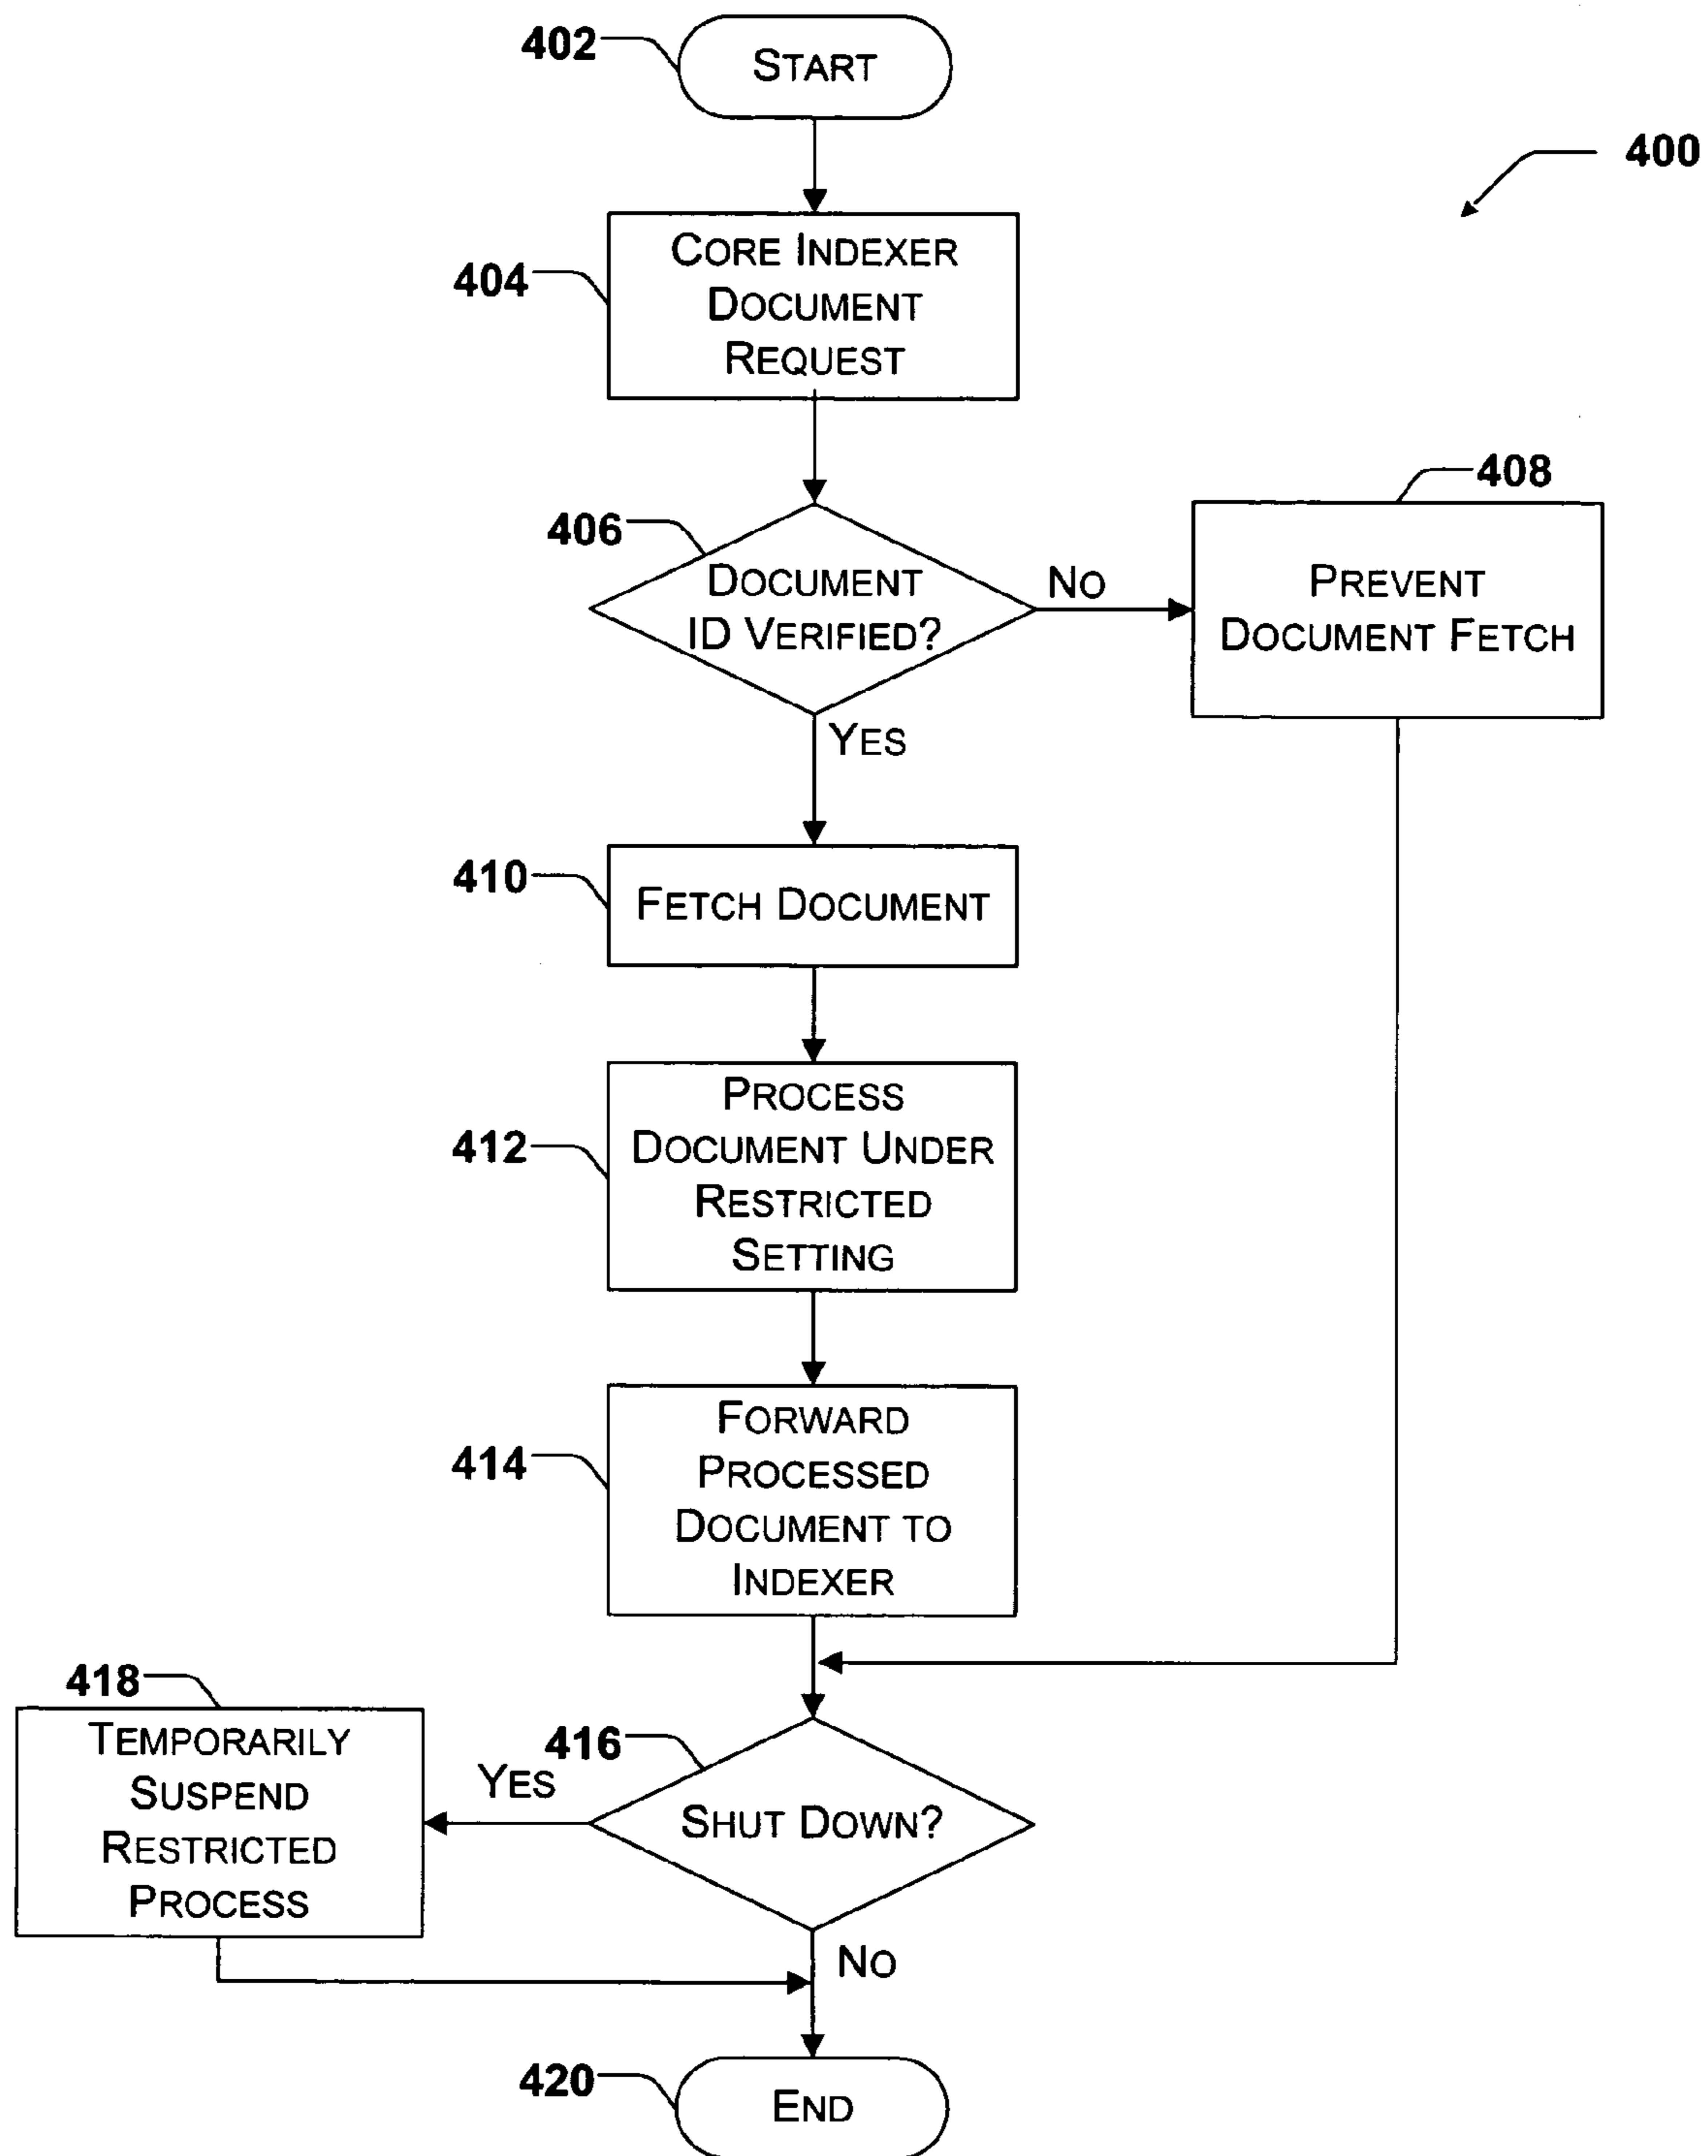 402
START
400
404
CORE INDEXER
DOCUMENT
REQUEST
406
DOCUMENT
ID VERIFIED?
NO
408
PREVENT
DOCUMENT FETCH
YES
410
FETCH DOCUMENT
412
PROCESS
DOCUMENT UNDER
RESTRICTED
SETTING
414
FORWARD
PROCESSED
DOCUMENT TO
INDEXER
418
TEMPORARILY
SUSPEND
RESTRICTED
PROCESS
YES
416
SHUT DOWN?
NO
420
END